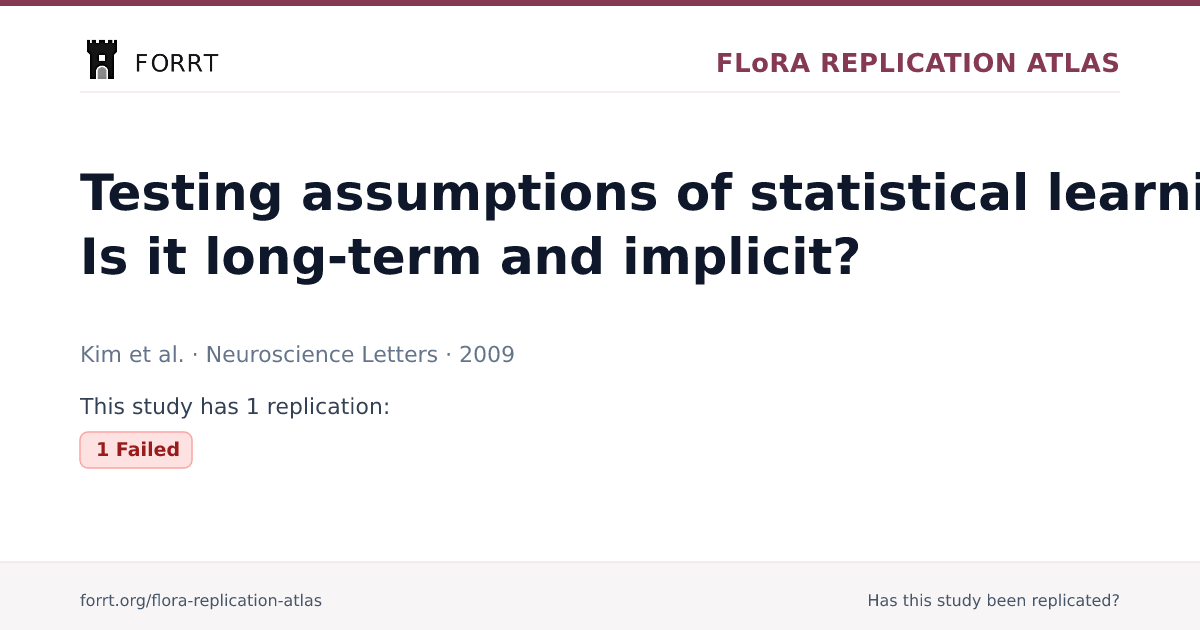 FORRT
FLoRA REPLICATION ATLAS
Testing assumptions of statistical learni
Is it long-term and implicit?
Kim et al. · Neuroscience Letters · 2009
This study has 1 replication:
1 Failed
forrt.org/flora-replication-atlas
Has this study been replicated?